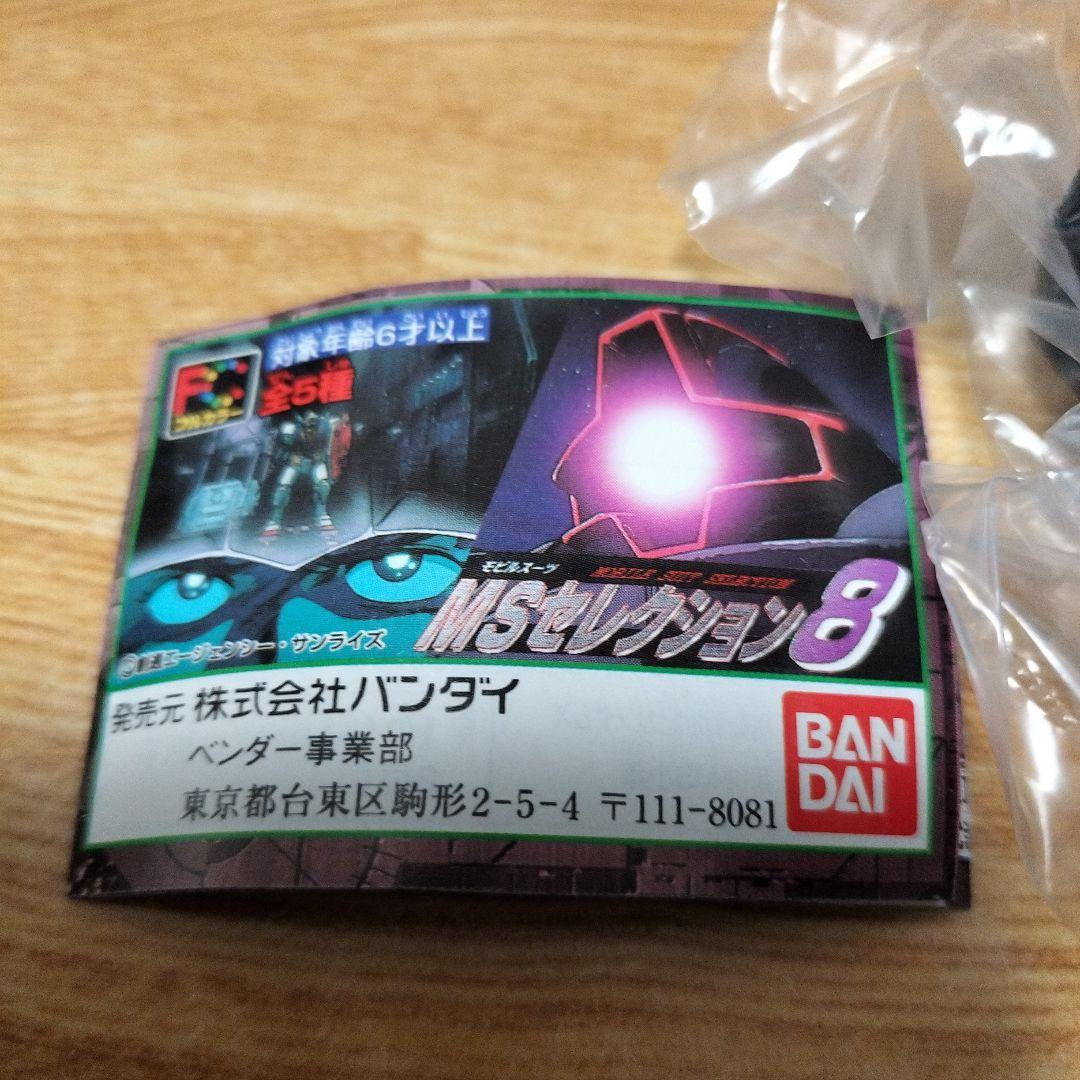 対象年齢6才以上
FC
フルカラー
全5種
モビルスーツ
MOBILE SUIT SELECTION
MSセレクション8
©創通エージェンシー・サンライズ
発売元 株式会社バンダイ
ベンダー事業部
東京都台東区駒形2-5-4 〒111-8081
BAN
DAI